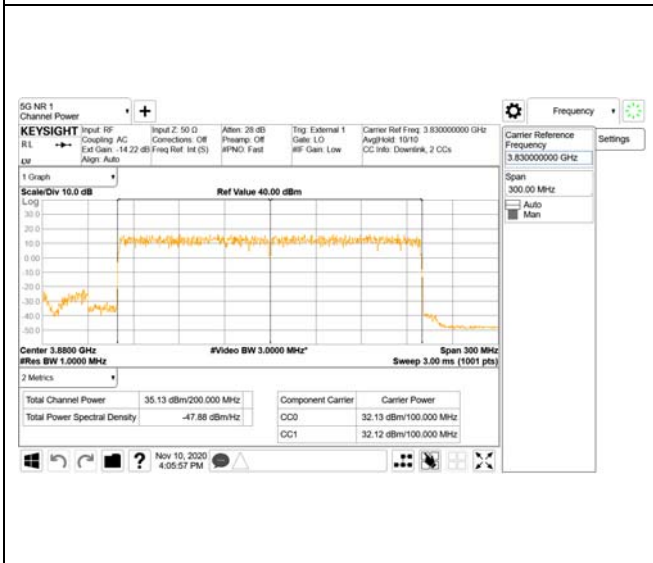 5G NR 1
Channel Power
Frequency
KEYSIGHT Input: RF Input Z: 50 Ω Atten: 28 dB Trig: External 1 Carrier Ref Freq: 3.830000000 GHz
RL Coupling: AC Corrections: Off Preamp: Off Gate: LO Avg|Hold: 10/10
Ext Gain: -14.22 dB Freq Ref: Int (S) #PNO: Fast #IF Gain: Low CC Info: Downlink, 2 CCs
Align: Auto
Carrier Reference
Frequency
3.830000000 GHz
Settings
Span
300.00 MHz
Auto
Man
1 Graph
Scale/Div 10.0 dB Ref Value 40.00 dBm
Log
30.0
20.0
10.0
0.00
-10.0
-20.0
-30.0
-40.0
-50.0
Center 3.8800 GHz #Video BW 3.0000 MHz* Span 300 MHz
#Res BW 1.0000 MHz Sweep 3.00 ms (1001 pts)
2 Metrics
Total Channel Power 35.13 dBm/200.000 MHz Component Carrier Carrier Power
Total Power Spectral Density -47.88 dBm/Hz CC0 32.13 dBm/100.000 MHz
CC1 32.12 dBm/100.000 MHz
Nov 10, 2020
4:05:57 PM